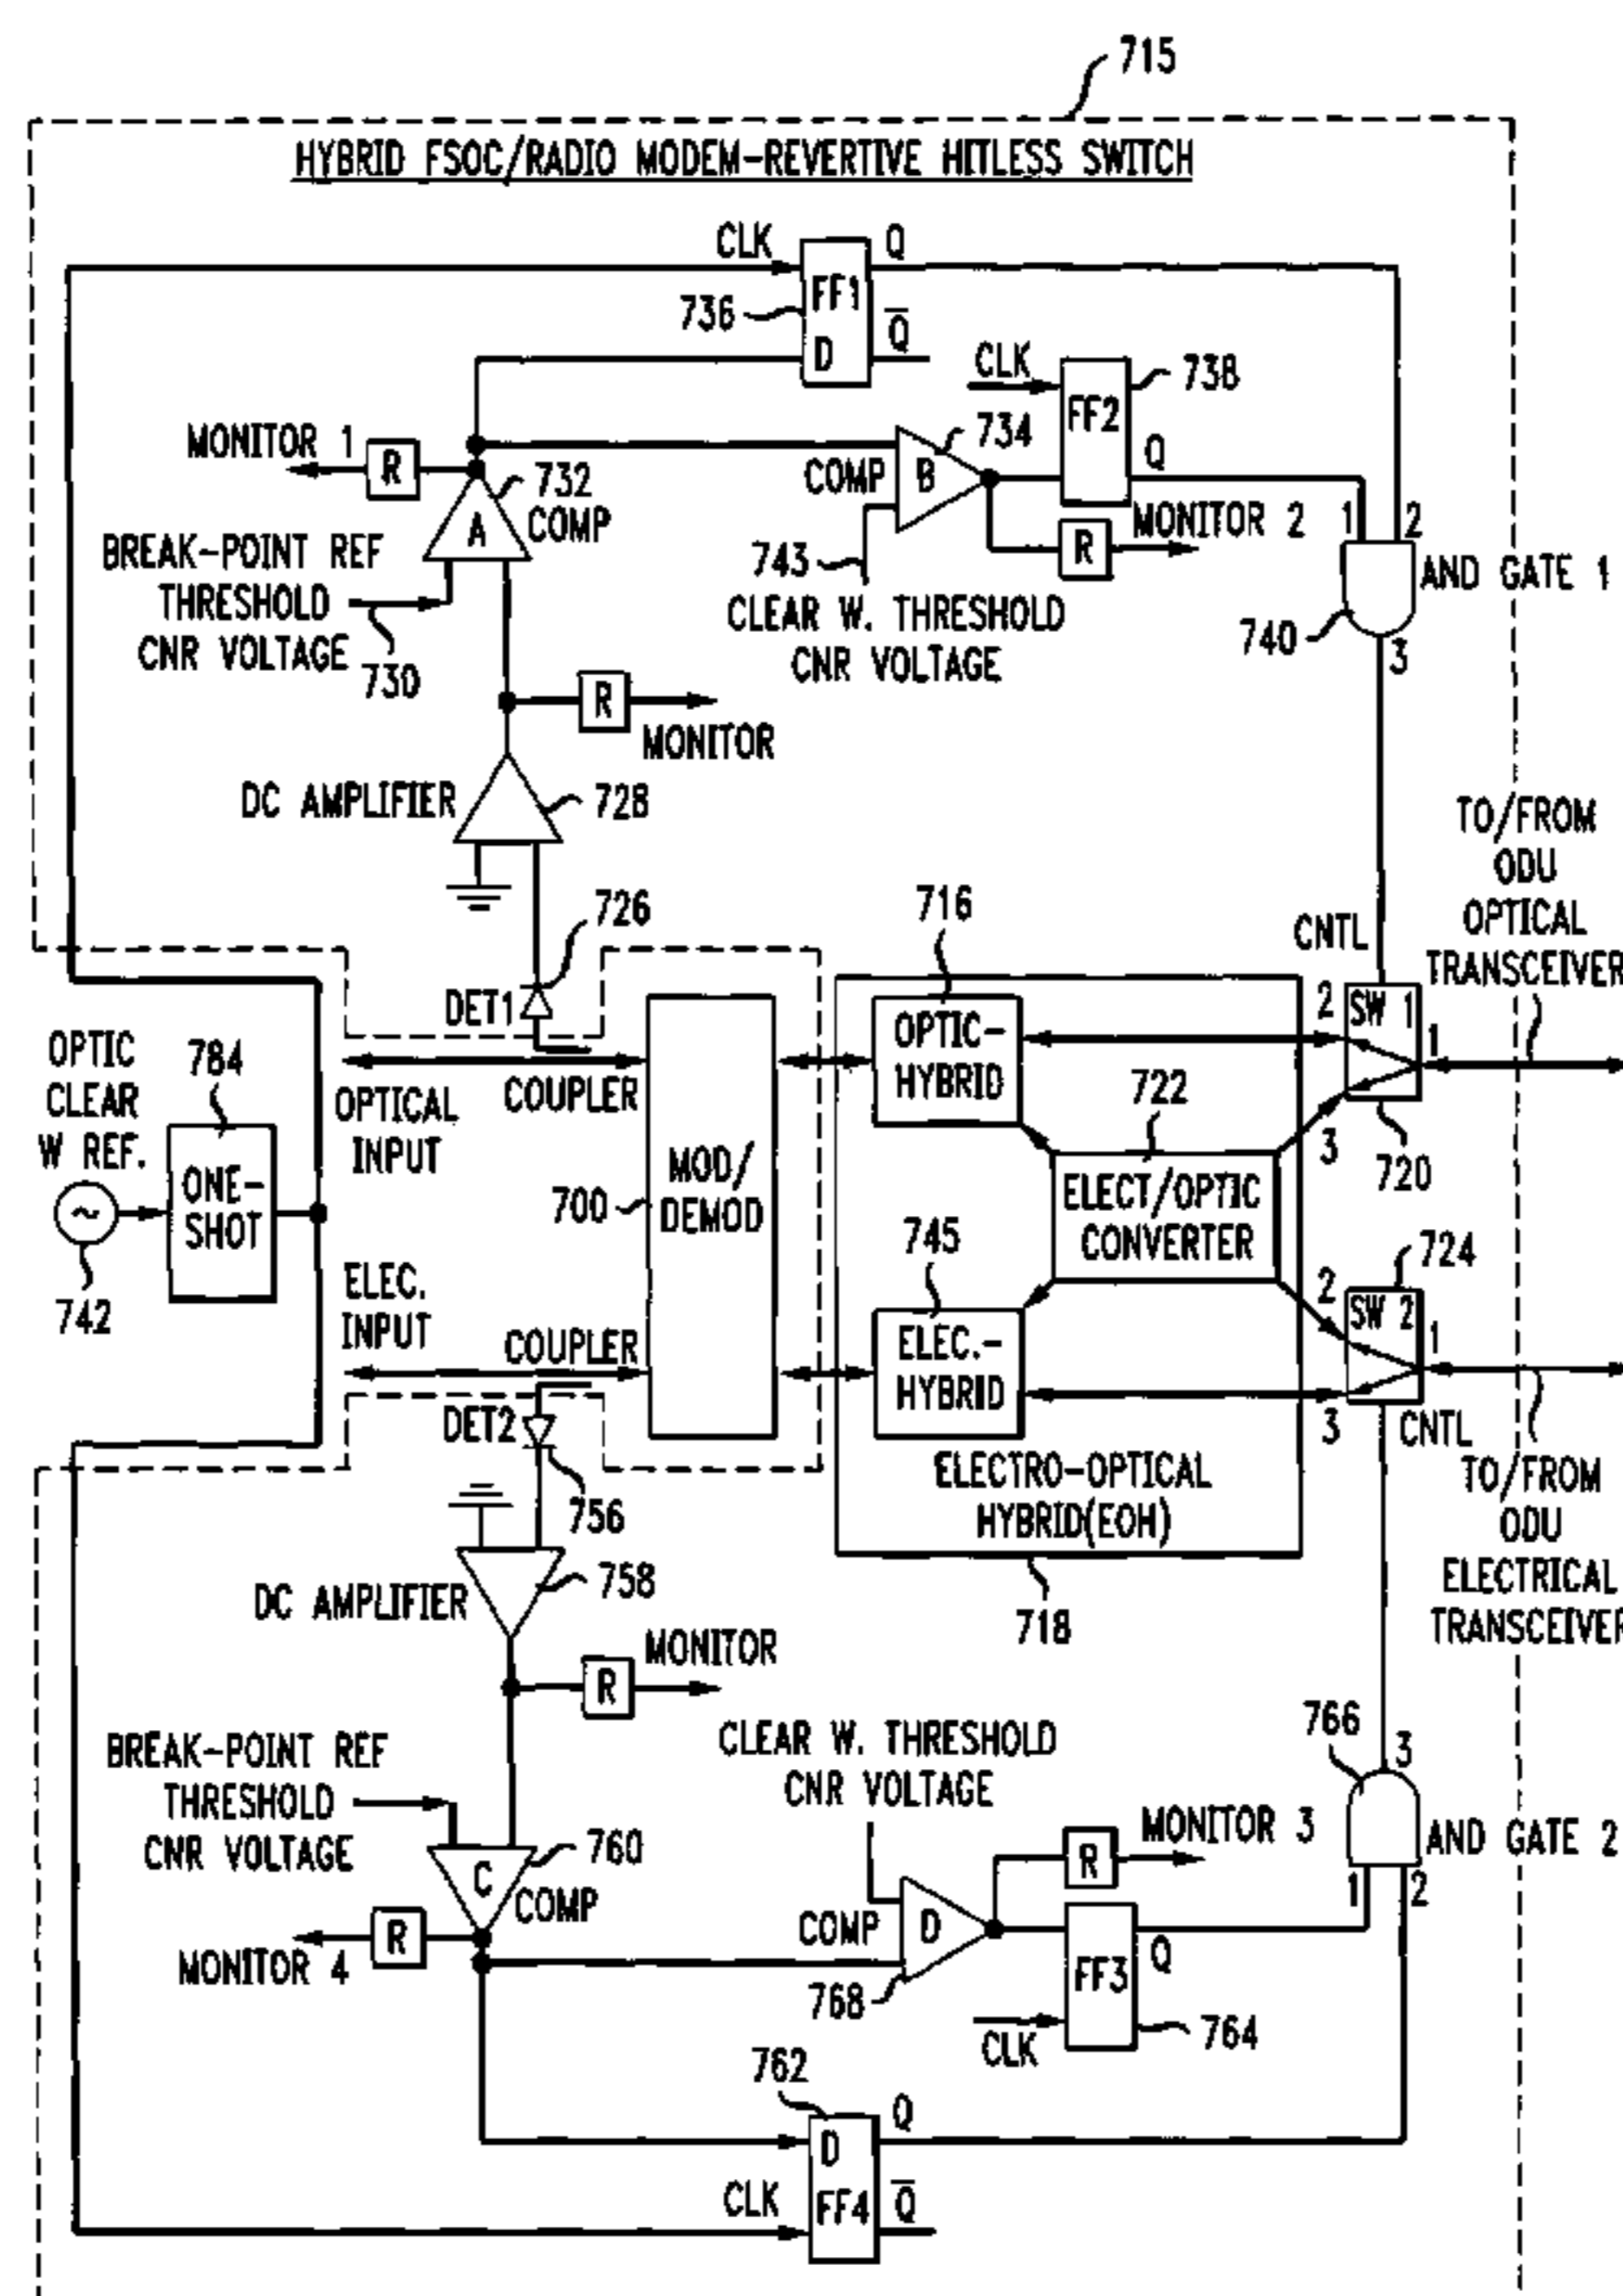 715
HYBRID FSOC/RADIO MODEM-REVERTIVE HITLESS SWITCH
CLK
Q
FF1
736
D
Q̅
CLK
738
FF2
MONITOR 1
R
732
COMP
A
734
COMP
B
Q
MONITOR 2
R
1
2
BREAK-POINT REF
THRESHOLD
CNR VOLTAGE
730
743
CLEAR W. THRESHOLD
CNR VOLTAGE
AND GATE 1
740
3
R
MONITOR
DC AMPLIFIER
728
TO/FROM
ODU
OPTICAL
TRANSCEIVER
726
DET1
716
CNTL
2
SW 1
1
OPTIC
CLEAR
W REF.
784
OPTICAL
INPUT
COUPLER
OPTIC-
HYBRID
722
3
720
ONE-
SHOT
742
700
MOD/
DEMOD
ELECT/OPTIC
CONVERTER
745
724
ELEC.
INPUT
COUPLER
2
SW 2
1
ELEC.-
HYBRID
3
CNTL
DET2
756
ELECTRO-OPTICAL
HYBRID(EOH)
TO/FROM
ODU
ELECTRICAL
TRANSCEIVER
DC AMPLIFIER
758
718
MONITOR
R
BREAK-POINT REF
THRESHOLD
CNR VOLTAGE
CLEAR W. THRESHOLD
CNR VOLTAGE
766
3
AND GATE 2
1
2
760
C
COMP
MONITOR 3
R
R
MONITOR 4
COMP
D
768
FF3
Q
CLK
764
762
D
Q
CLK
FF4
Q̅